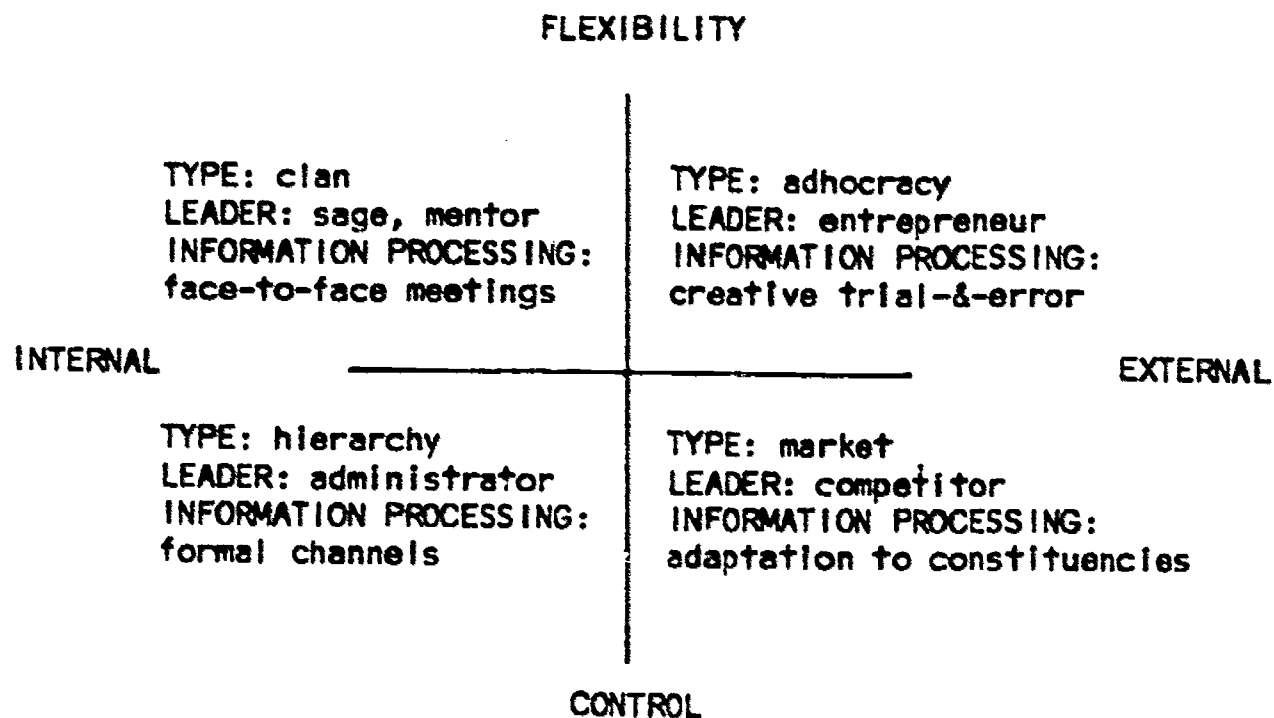 FLEXIBILITY
TYPE: clan
LEADER: sage, mentor
INFORMATION PROCESSING:
face-to-face meetings
TYPE: adhocracy
LEADER: entrepreneur
INFORMATION PROCESSING:
creative trial-&-error
INTERNAL
EXTERNAL
TYPE: hierarchy
LEADER: administrator
INFORMATION PROCESSING:
formal channels
TYPE: market
LEADER: competitor
INFORMATION PROCESSING:
adaptation to constituencies
CONTROL